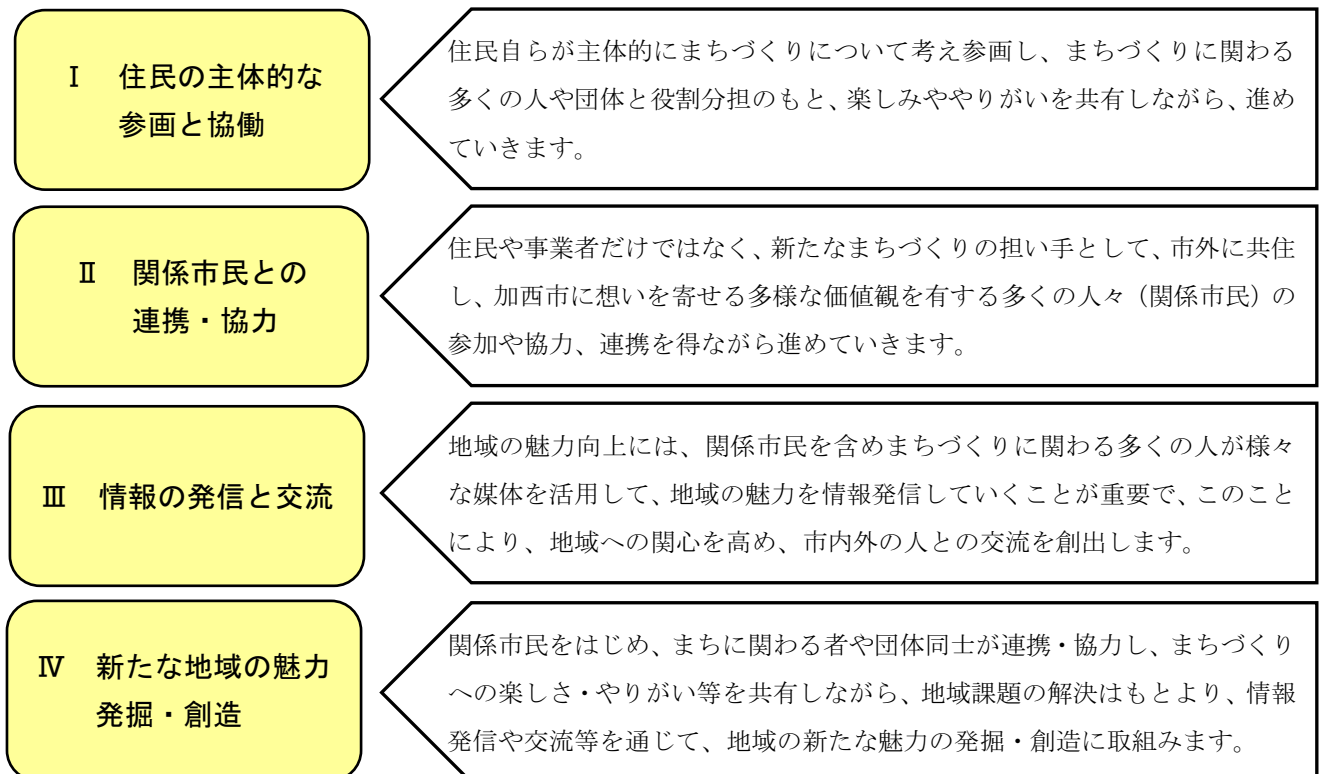 Ⅰ 住民の主体的な
参画と協働
住民自らが主体的にまちづくりについて考え参画し、まちづくりに関わる
多くの人や団体と役割分担のもと、楽しみややりがいを共有しながら、進め
ていきます。
Ⅱ 関係市民との
連携・協力
住民や事業者だけではなく、新たなまちづくりの担い手として、市外に共住
し、加西市に想いを寄せる多様な価値観を有する多くの人々（関係市民）の
参加や協力、連携を得ながら進めていきます。
Ⅲ 情報の発信と交流
地域の魅力向上には、関係市民を含めまちづくりに関わる多くの人が様々
な媒体を活用して、地域の魅力を情報発信していくことが重要で、このこと
により、地域への関心を高め、市内外の人との交流を創出します。
Ⅳ 新たな地域の魅力
発掘・創造
関係市民をはじめ、まちに関わる者や団体同士が連携・協力し、まちづくり
への楽しさ・やりがい等を共有しながら、地域課題の解決はもとより、情報
発信や交流等を通じて、地域の新たな魅力の発掘・創造に取組みます。